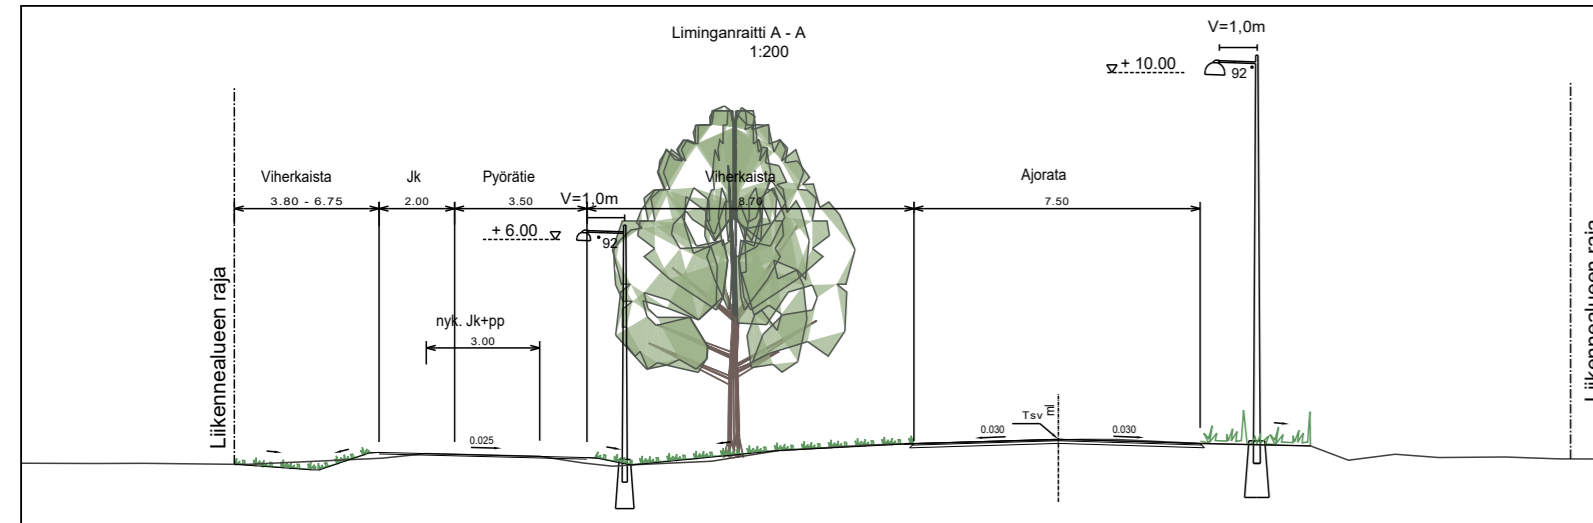 Liminganraitti A - A
1:200
V=1,0m
+ 10.00
92
Viherkaista
Jk
Pyörätie
Viherkaista
Ajorata
3.80 - 6.75
2.00
3.50
8.70
7.50
V=1,0m
+ 6.00
92
Liikennealueen raja
nyk. Jk+pp
3.00
Liikennealueen raja
Tsv
ml
0.025
0.030
0.030